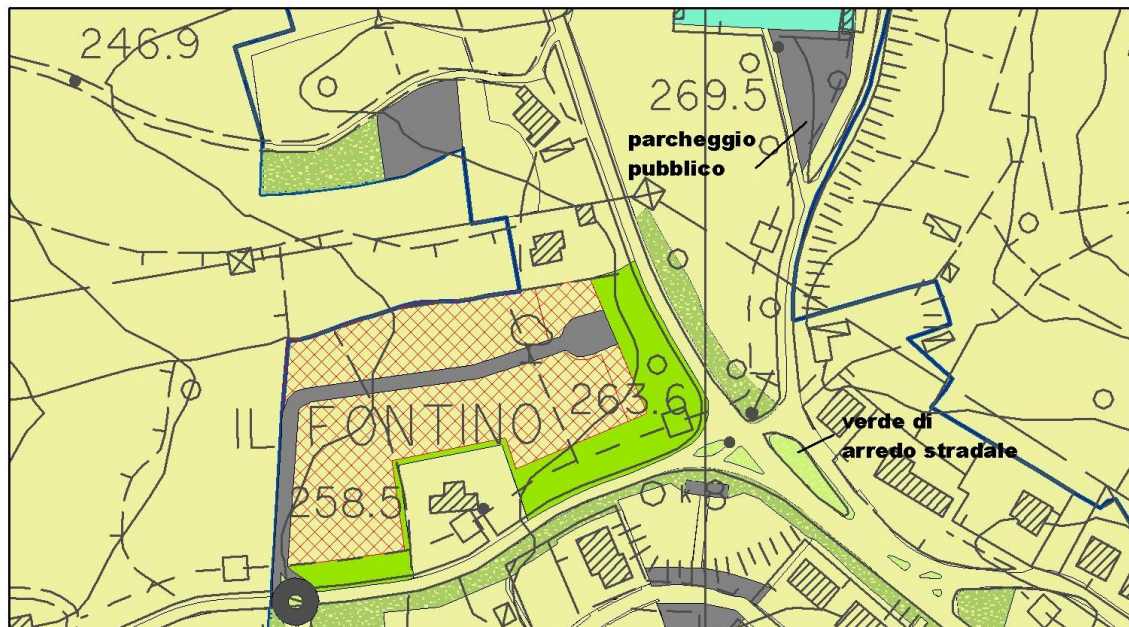 246.9
269.5
parcheggio
pubblico
263.6
IL FONTINO
verde di
arredo stradale
258.5